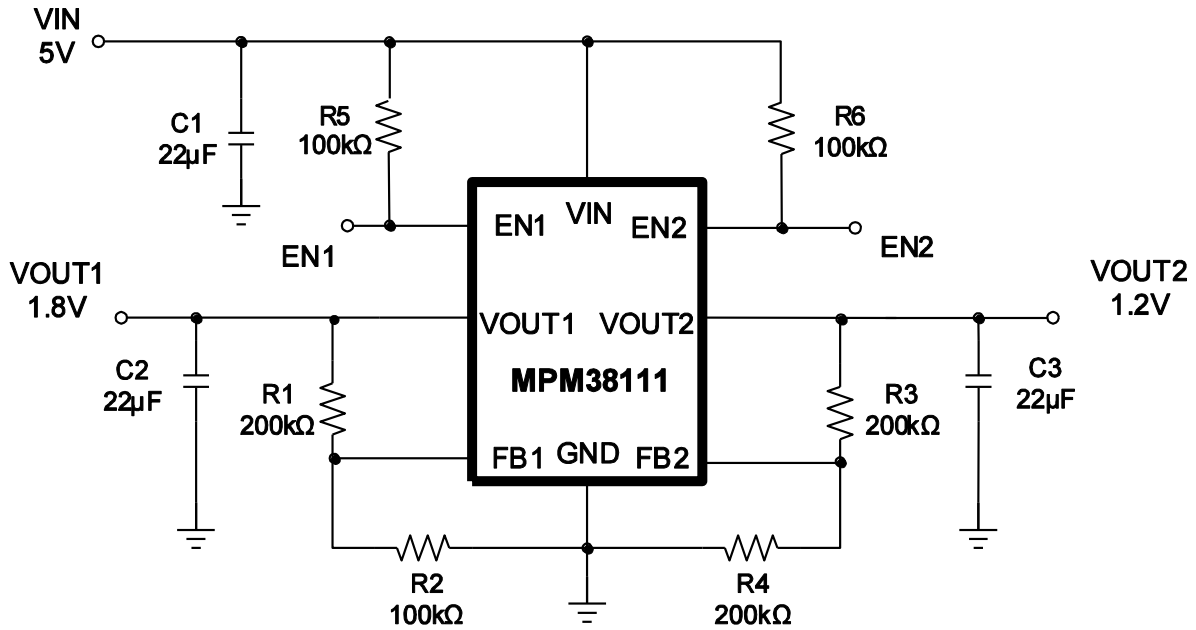 VIN
5V
C1
22µF
R5
100kΩ
R6
100kΩ
EN1
VIN
EN2
EN1
EN2
VOUT1
1.8V
VOUT2
1.2V
VOUT1
VOUT2
MPM38111
C2
22µF
R1
200kΩ
R3
200kΩ
C3
22µF
FB1
GND
FB2
R2
100kΩ
R4
200kΩ